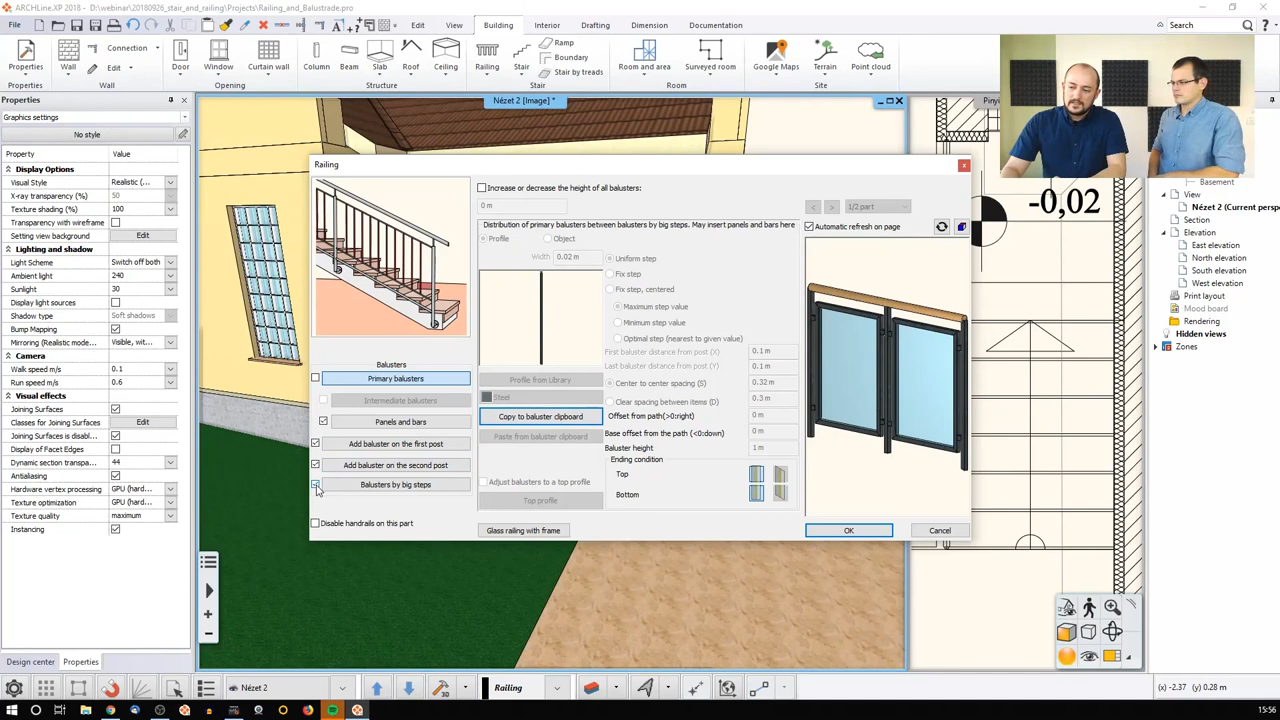 ARCHLine.XP 2018 - D:\webinar\20180926_stair_and_railing\Projects\Railing_and_Balustrade.pro
File
Edit
View
Building
Interior
Drafting
Dimension
Documentation
Search
Properties
Wall
Connection
Edit
Door
Window
Curtain wall
Column
Beam
Slab
Roof
Ceiling
Railing
Stair
Ramp
Boundary
Stair by treads
Room and area
Surveyed room
Google Maps
Terrain
Point cloud
Properties
Wall
Opening
Structure
Stair
Room
Site
Properties
Graphics settings
No style
Property Value
Display Options
Visual Style Realistic (...
X-ray transparency (%) 50
Texture shading (%) 100
Transparency with wireframe
Setting view background Edit
Lighting and shadow
Light Scheme Switch off both
Ambient light 240
Sunlight 30
Display light sources
Shadow type Soft shadows
Bump Mapping
Mirroring (Realistic mode) Visible, wit...
Camera
Walk speed m/s 0.1
Run speed m/s 0.6
Visual effects
Joining Surfaces
Classes for Joining Surfaces Edit
Joining Surfaces is disabl...
Display of Facet Edges
Dynamic section transpa... 44
Antialiasing
Hardware vertex processing GPU (hard...
Texture optimization GPU (hard...
Texture quality maximum
Instancing
Design center
Properties
Nézet 2 [Image] *
Railing
Balusters
Primary balusters
Intermediate balusters
Panels and bars
Add baluster on the first post
Add baluster on the second post
Balusters by big steps
Disable handrails on this part
Increase or decrease the height of all balusters:
0 m
Distribution of primary balusters between balusters by big steps. May insert panels and bars here
Profile
Object
Width 0.02 m
Profile from Library
Steel
Copy to baluster clipboard
Paste from baluster clipboard
Adjust balusters to a top profile
Top profile
Glass railing with frame
Uniform step
Fix step
Fix step, centered
Maximum step value
Minimum step value
Optimal step (nearest to given value)
First baluster distance from post (X) 0.1 m
Last baluster distance from post (Y) 0.1 m
Center to center spacing (S) 0.32 m
Clear spacing between items (D) 0.3 m
Offset from path(>0:right) 0 m
Base offset from the path (<0:down) 0 m
Baluster height 1 m
Ending condition
Top
Bottom
< > 1/2 part
Automatic refresh on page
OK
Cancel
-0,02
Basement
View
Nézet 2 (Current persp
Section
Elevation
East elevation
North elevation
South elevation
West elevation
Print layout
Mood board
Rendering
Hidden walls
Zones
Nézet 2
Railing
(x) -2.37 (y) 0.28 m
15:56